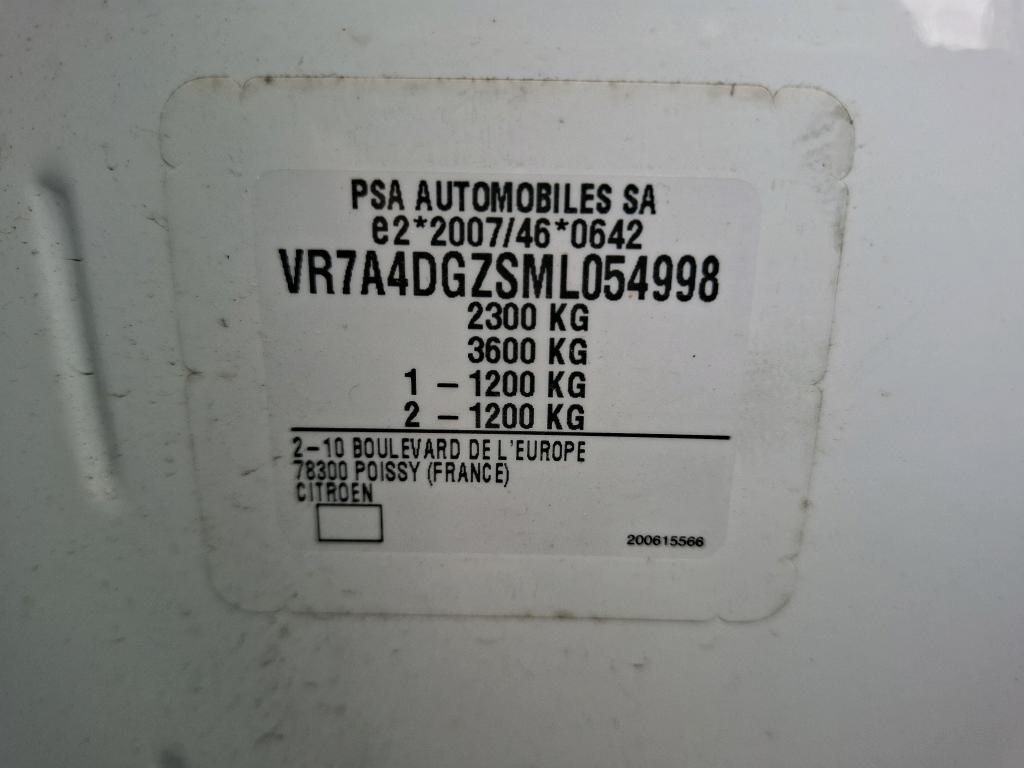 PSA AUTOMOBILES SA
e2*2007/46*0642
VR7A4DGZSML054998
2300 KG
3600 KG
1 – 1200 KG
2 – 1200 KG
2–10 BOULEVARD DE L'EUROPE
78300 POISSY (FRANCE)
CITROEN
200615566